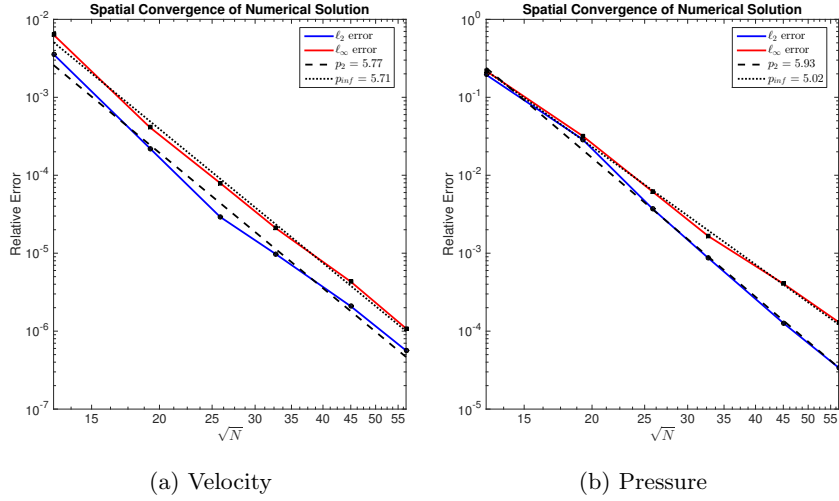 Spatial Convergence of Numerical Solution
10^-2
10^-3
10^-4
10^-5
10^-6
10^-7
Relative Error
15 20 25 30 35 40 45 50 55
√N
ℓ2 error
ℓ∞ error
p2 = 5.77
pinf = 5.71
(a) Velocity
Spatial Convergence of Numerical Solution
10^0
10^-1
10^-2
10^-3
10^-4
10^-5
Relative Error
15 20 25 30 35 40 45 50 55
√N
ℓ2 error
ℓ∞ error
p2 = 5.93
pinf = 5.02
(b) Pressure